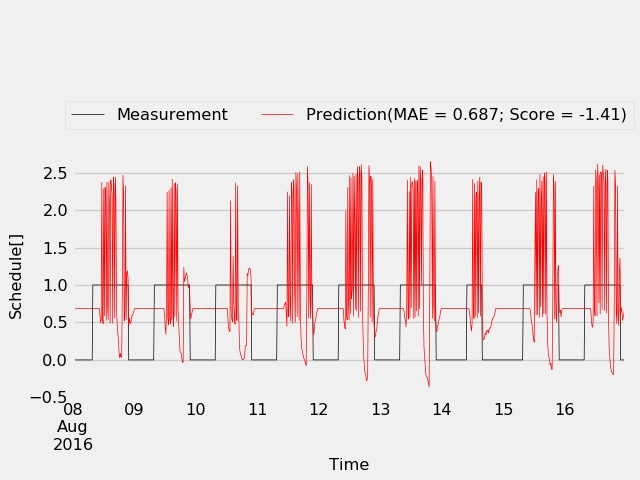 Measurement
Prediction(MAE = 0.687; Score = -1.41)
2.5
2.0
1.5
1.0
0.5
0.0
−0.5
Schedule[]
08 09 10 11 12 13 14 15 16
Aug
2016
Time